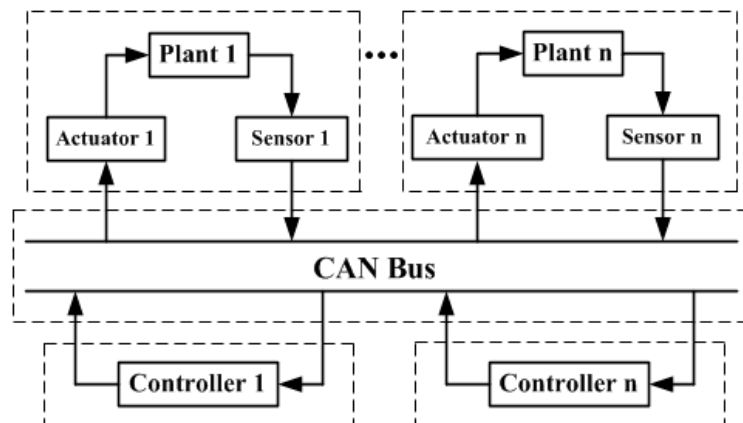 Plant 1
Plant n
Actuator 1
Sensor 1
Actuator n
Sensor n
CAN Bus
Controller 1
Controller n